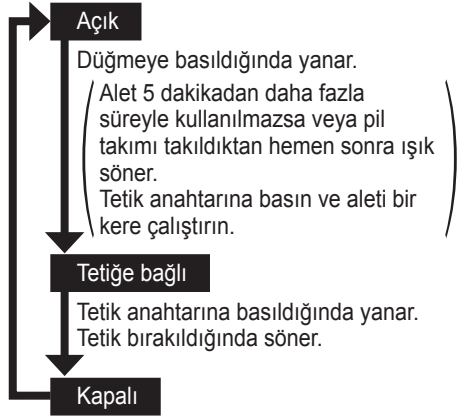 Açık
Düğmeye basıldığında yanar.
Alet 5 dakikadan daha fazla
süreyle kullanılmazsa veya pil
takımı takıldıktan hemen sonra ışık
söner.
Tetik anahtarına basın ve aleti bir
kere çalıştırın.
Tetiğe bağlı
Tetik anahtarına basıldığında yanar.
Tetik bırakıldığında söner.
Kapalı